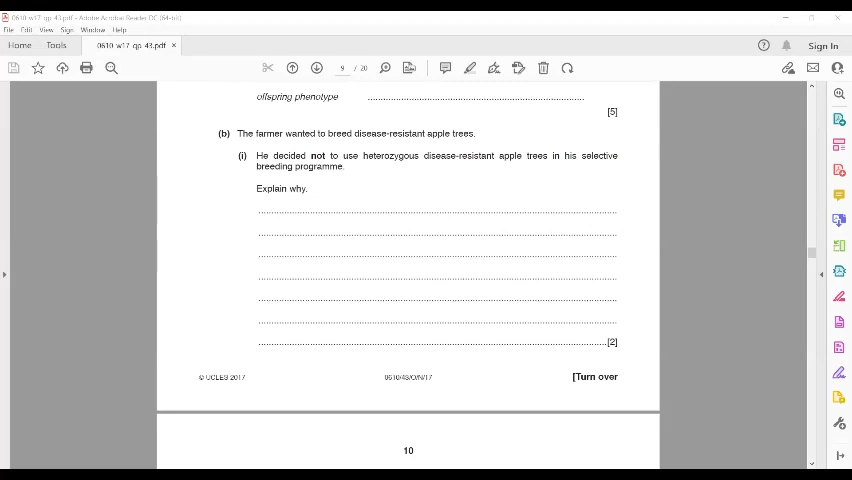 0610-w17-qp-43.pdf - Adobe Acrobat Reader DC (64-bit)
File Edit View Sign Window Help
Home Tools 0610-w17-qp-43.pdf × Sign In
9 / 20
offspring phenotype ................................................................................
[5]
(b) The farmer wanted to breed disease-resistant apple trees.
(i) He decided not to use heterozygous disease-resistant apple trees in his selective
breeding programme.
Explain why.
[2]
© UCLES 2017 0610/43/O/N/17 [Turn over
10